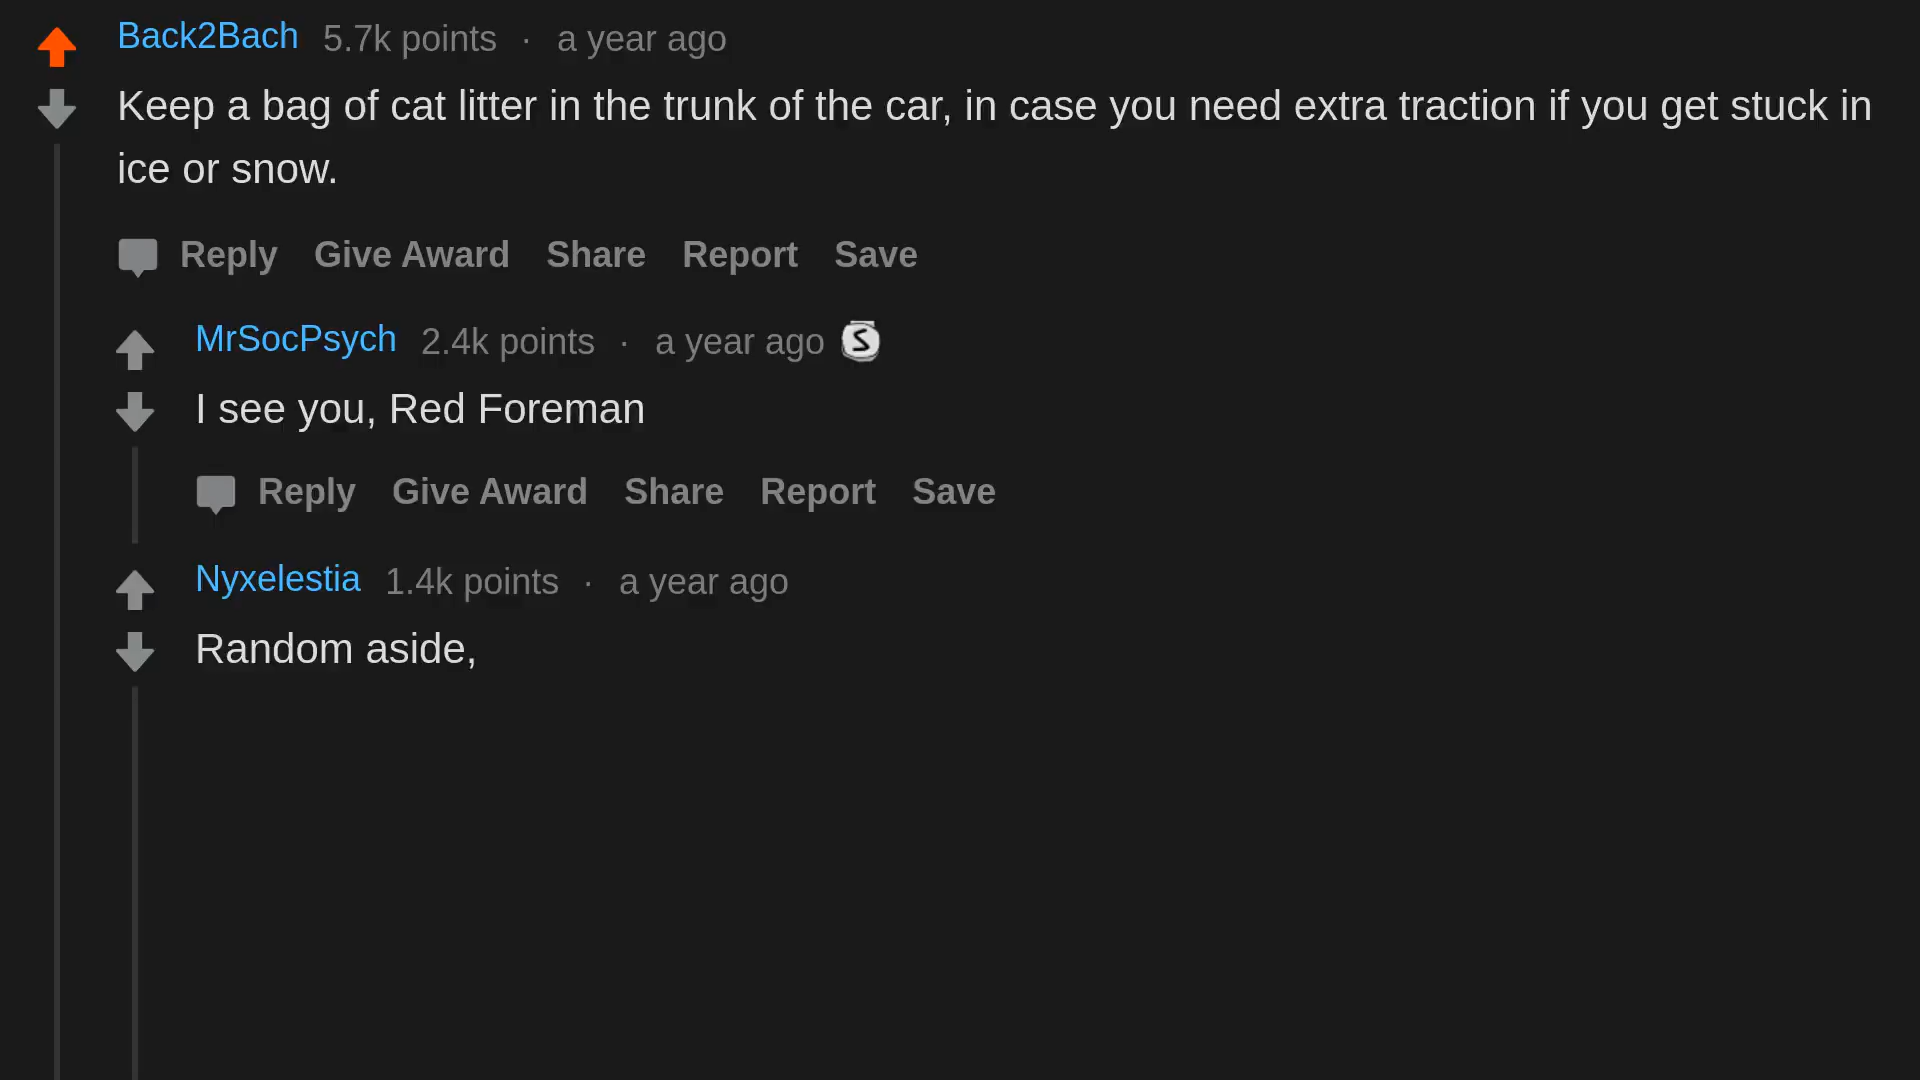 Back2Bach 5.7k points · a year ago
Keep a bag of cat litter in the trunk of the car, in case you need extra traction if you get stuck in
ice or snow.
Reply Give Award Share Report Save
MrSocPsych 2.4k points · a year ago S
I see you, Red Foreman
Reply Give Award Share Report Save
Nyxelestia 1.4k points · a year ago
Random aside,